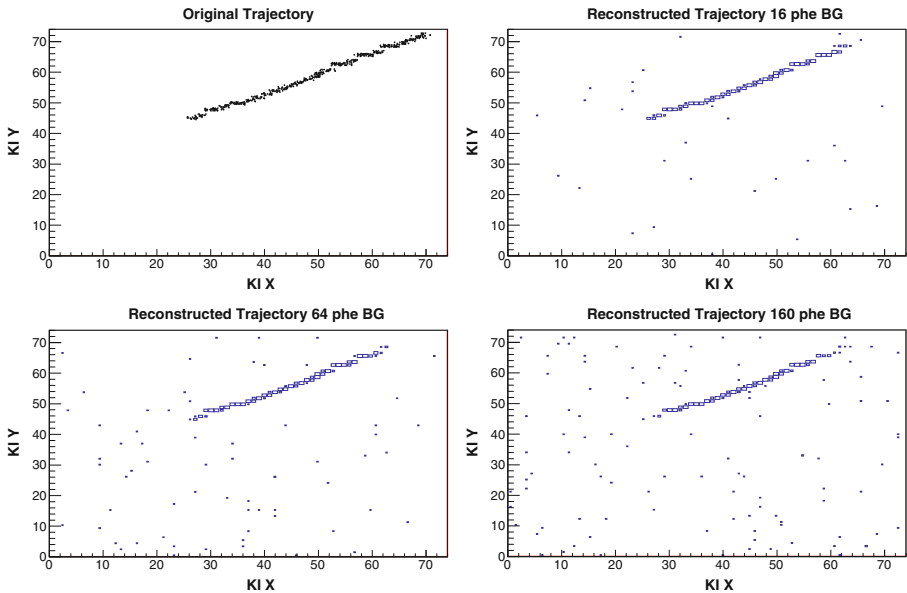 Original Trajectory
KI Y
70
60
50
40
30
20
10
0
0 10 20 30 40 50 60 70
KI X
Reconstructed Trajectory 16 phe BG
KI Y
70
60
50
40
30
20
10
0
0 10 20 30 40 50 60 70
KI X
Reconstructed Trajectory 64 phe BG
KI Y
70
60
50
40
30
20
10
0
0 10 20 30 40 50 60 70
KI X
Reconstructed Trajectory 160 phe BG
KI Y
70
60
50
40
30
20
10
0
0 10 20 30 40 50 60 70
KI X